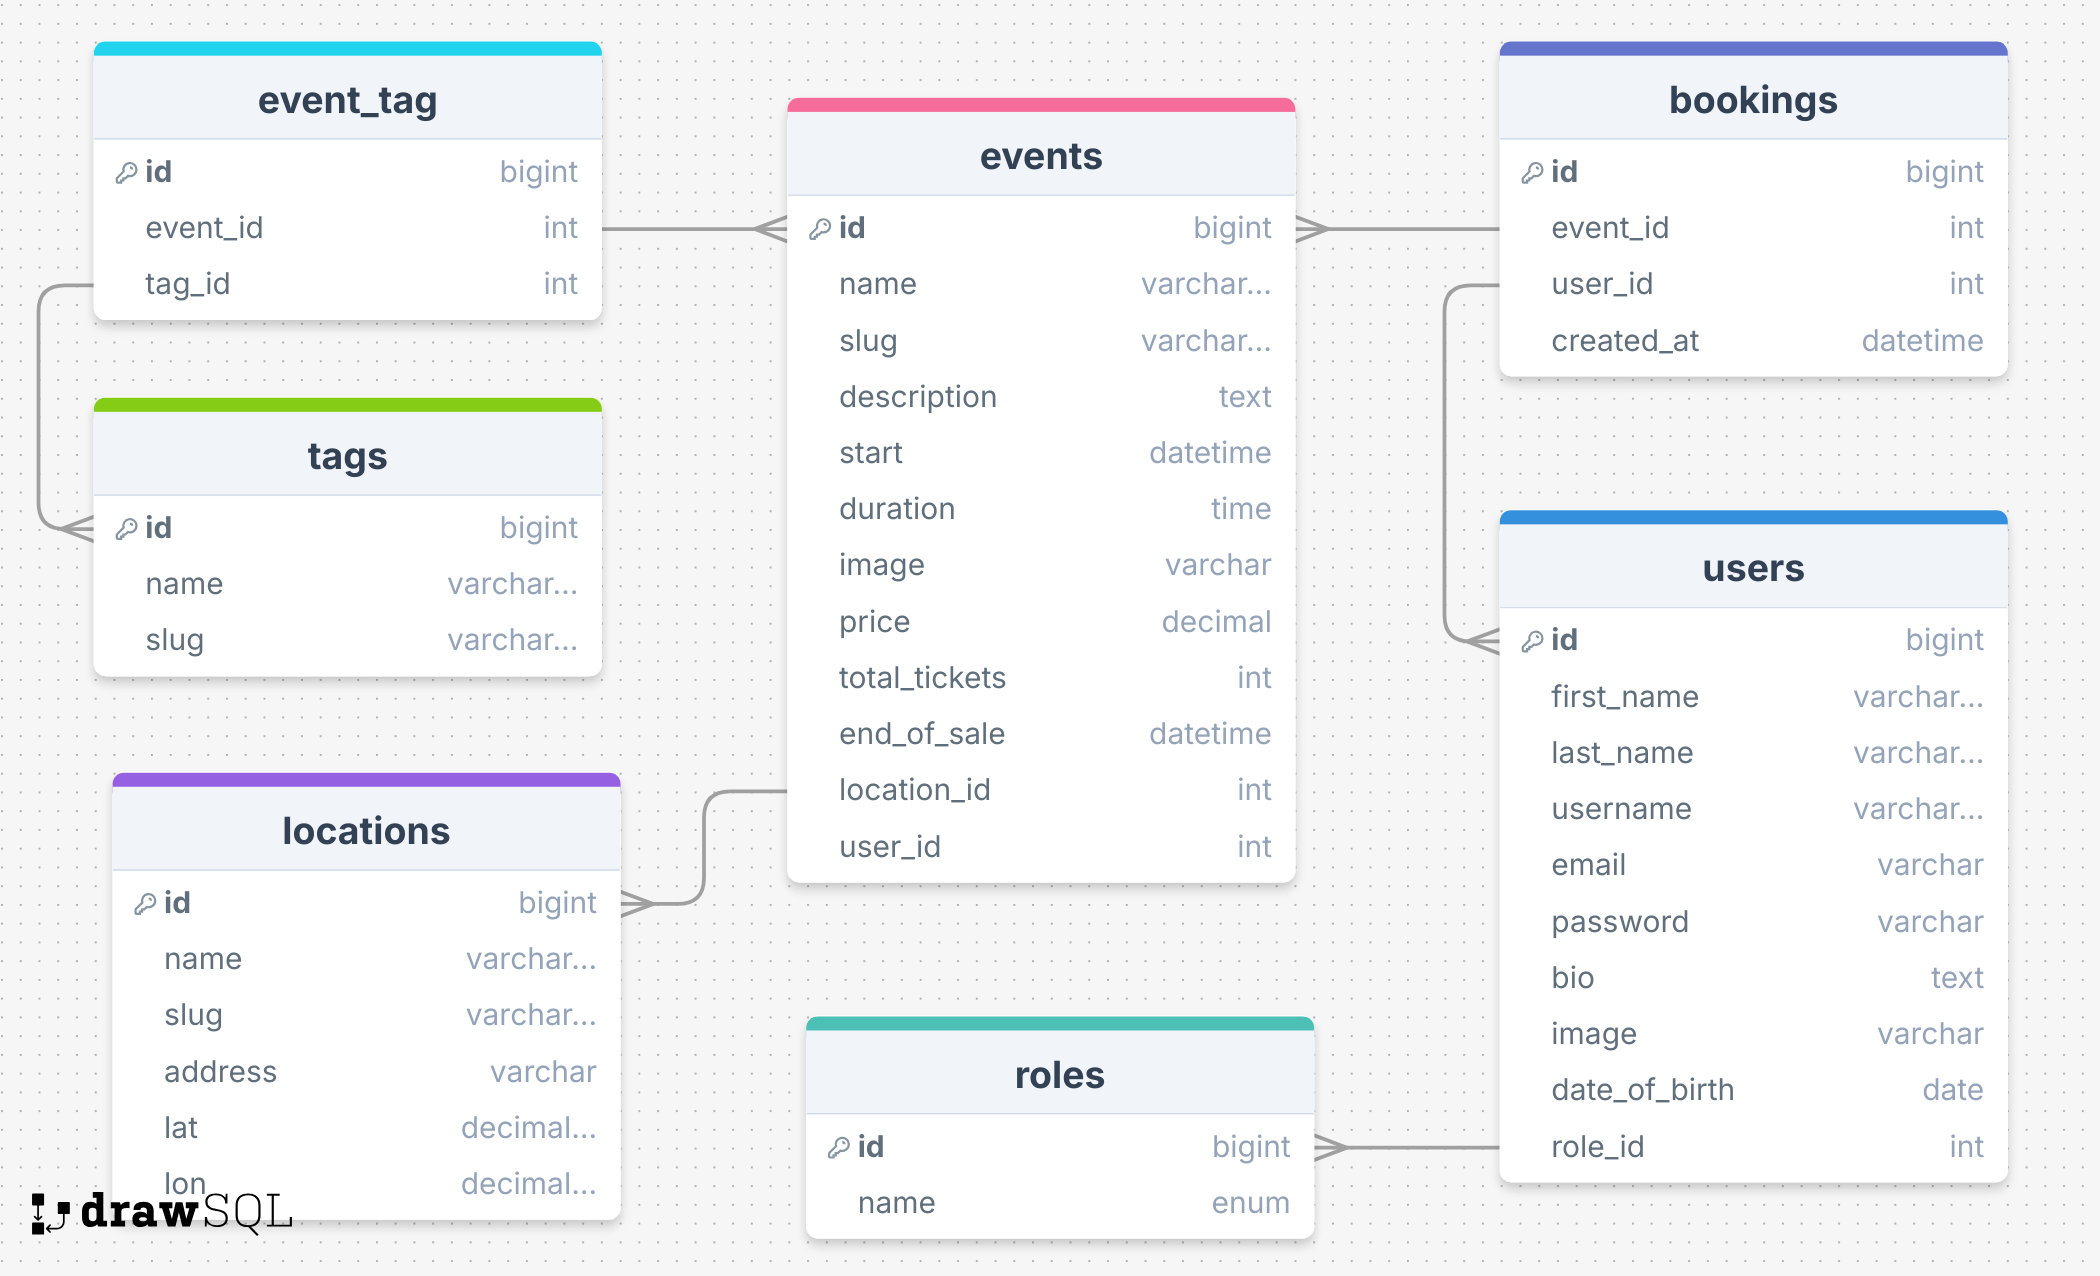 event_tag
id bigint
event_id int
tag_id int
tags
id bigint
name varchar...
slug varchar...
locations
id bigint
name varchar...
slug varchar...
address varchar
lat decimal...
lon decimal...
drawSQL
events
id bigint
name varchar...
slug varchar...
description text
start datetime
duration time
image varchar
price decimal
total_tickets int
end_of_sale datetime
location_id int
user_id int
roles
id bigint
name enum
bookings
id bigint
event_id int
user_id int
created_at datetime
users
id bigint
first_name varchar...
last_name varchar...
username varchar...
email varchar
password varchar
bio text
image varchar
date_of_birth date
role_id int